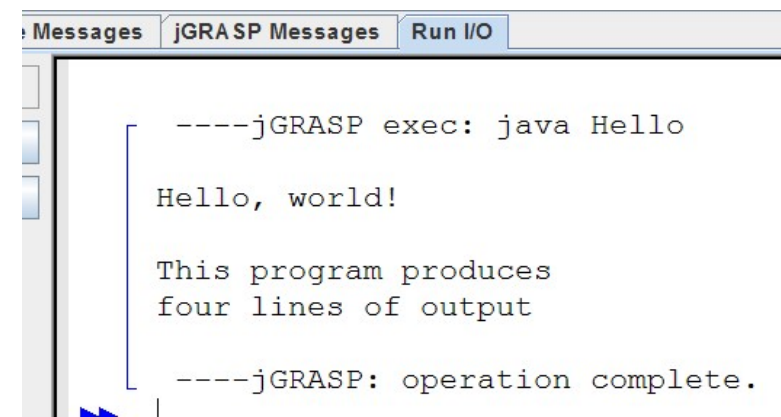 Messages jGRASP Messages Run I/O
----jGRASP exec: java Hello
Hello, world!
This program produces
four lines of output
----jGRASP: operation complete.